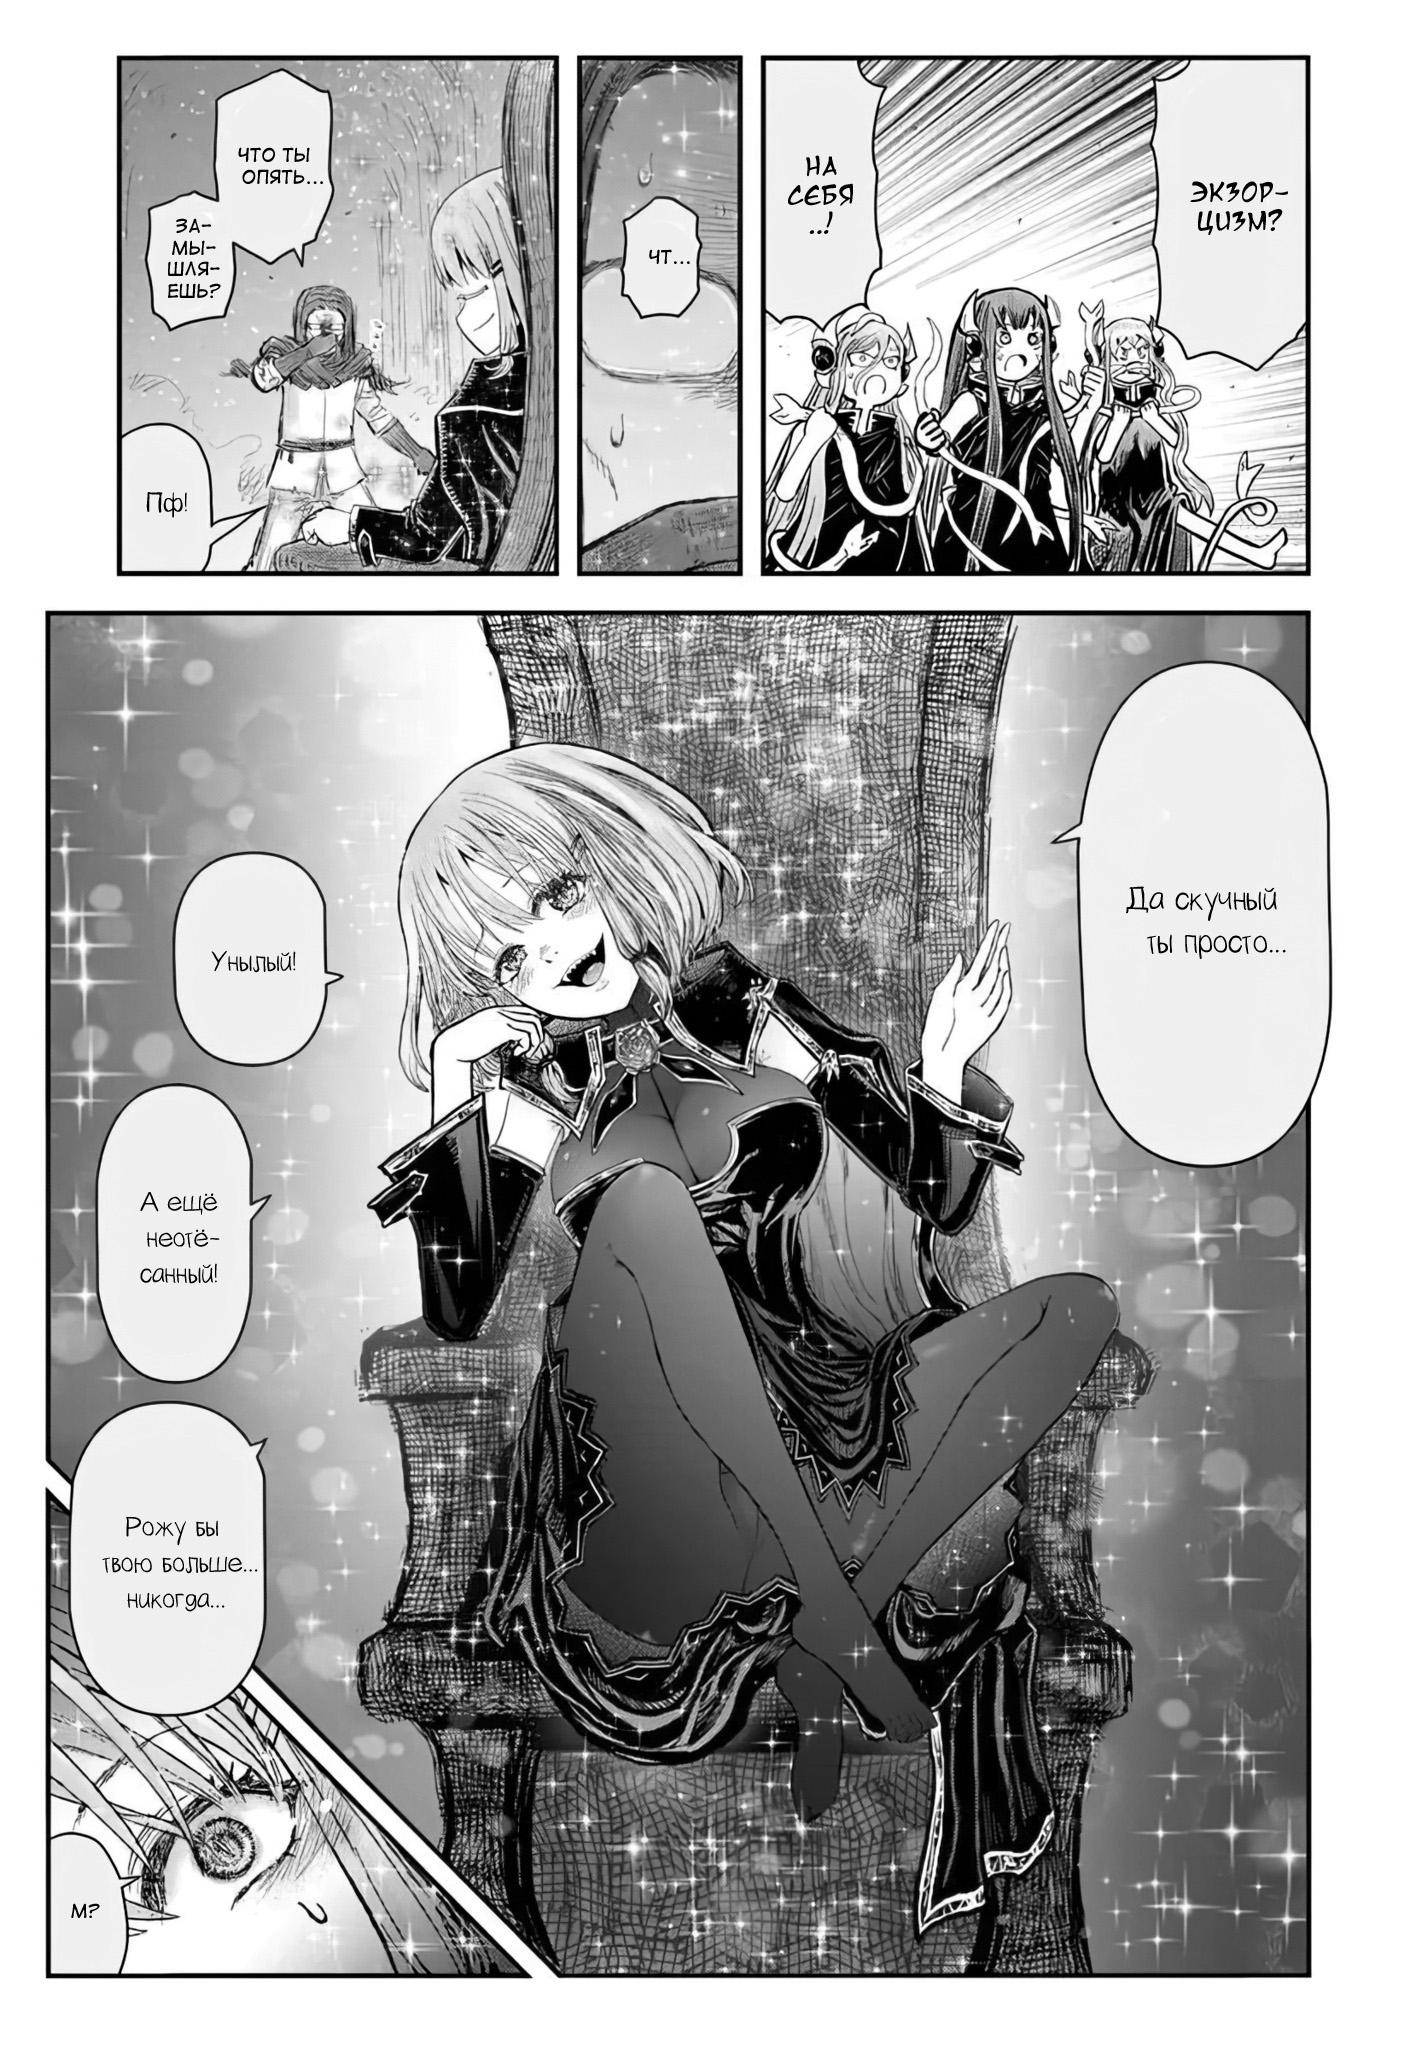 ЭКЗОР-
ЦИЗМ?
НА
СЕБЯ
...!
ЧТ...
ЧТО ТЫ
ОПЯТЬ...
ЗА-
МЫ-
ШЛЯ-
ЕШЬ?
Пф!
Да скучный
ты просто...
Унылый!
А ещё
неотё-
санный!
Рожу бы
твою больше...
никогда...
М?